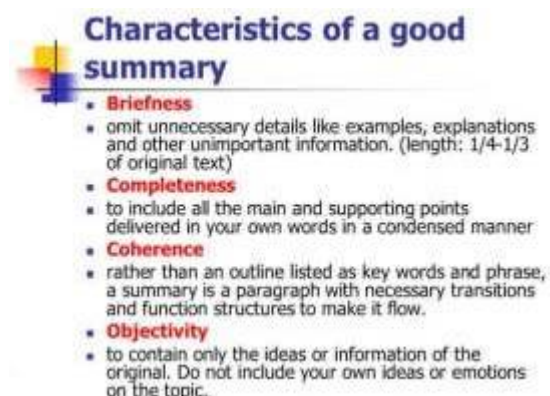 Characteristics of a good
summary
Briefness
omit unnecessary details like examples, explanations
and other unimportant information. (length: 1/4-1/3
of original text)
Completeness
to include all the main and supporting points
delivered in your own words in a condensed manner
Coherence
rather than an outline listed as key words and phrase,
a summary is a paragraph with necessary transitions
and function structures to make it flow.
Objectivity
to contain only the ideas or information of the
original. Do not include your own ideas or emotions
on the topic.